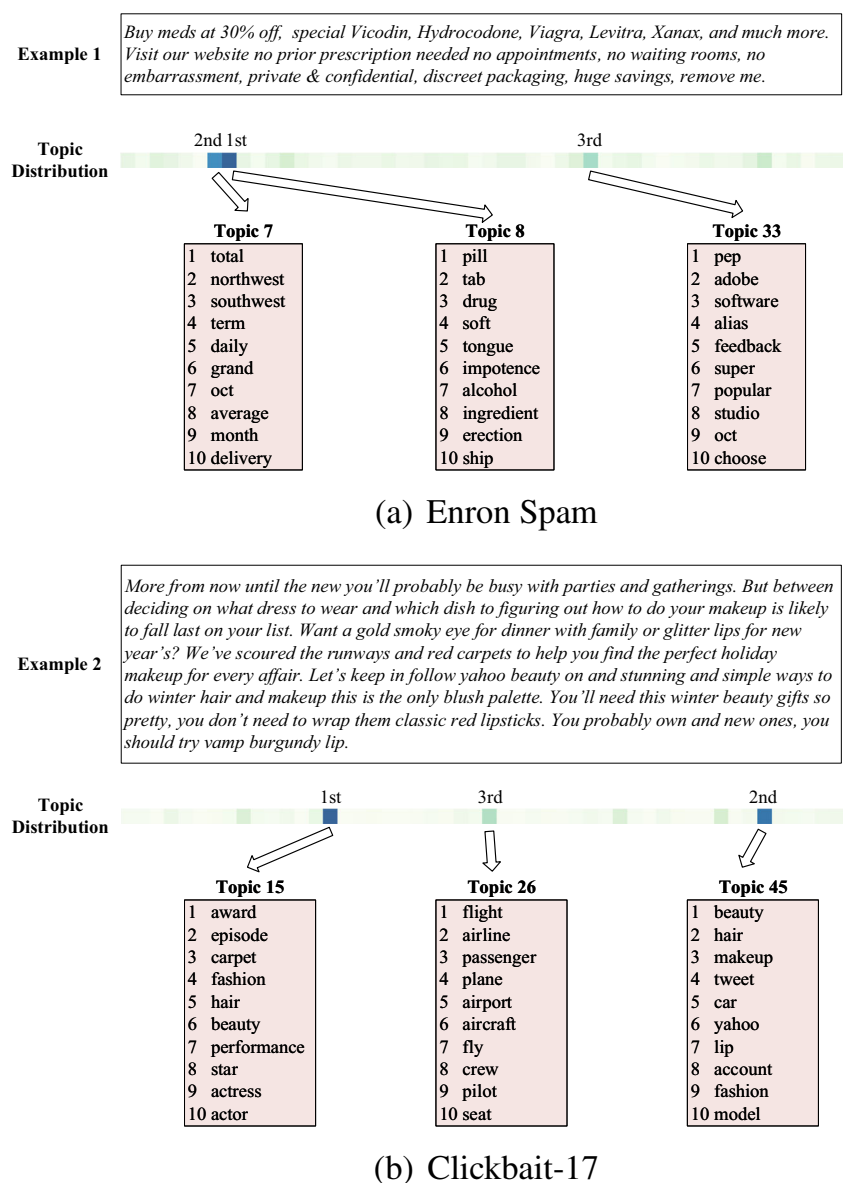 Example 1
Buy meds at 30% off,  special Vicodin, Hydrocodone, Viagra, Levitra, Xanax, and much more.
Visit our website no prior prescription needed no appointments, no waiting rooms, no
embarrassment, private & confidential, discreet packaging, huge savings, remove me.
Topic
Distribution
2nd 1st 3rd
Topic 7
1 total
2 northwest
3 southwest
4 term
5 daily
6 grand
7 oct
8 average
9 month
10 delivery
Topic 8
1 pill
2 tab
3 drug
4 soft
5 tongue
6 impotence
7 alcohol
8 ingredient
9 erection
10 ship
Topic 33
1 pep
2 adobe
3 software
4 alias
5 feedback
6 super
7 popular
8 studio
9 oct
10 choose
(a) Enron Spam
Example 2
More from now until the new you'll probably be busy with parties and gatherings. But between
deciding on what dress to wear and which dish to figuring out how to do your makeup is likely
to fall last on your list. Want a gold smoky eye for dinner with family or glitter lips for new
year's? We've scoured the runways and red carpets to help you find the perfect holiday
makeup for every affair. Let's keep in follow yahoo beauty on and stunning and simple ways to
do winter hair and makeup this is the only blush palette. You'll need this winter beauty gifts so
pretty, you don't need to wrap them classic red lipsticks. You probably own and new ones, you
should try vamp burgundy lip.
Topic
Distribution
1st 3rd 2nd
Topic 15
1 award
2 episode
3 carpet
4 fashion
5 hair
6 beauty
7 performance
8 star
9 actress
10 actor
Topic 26
1 flight
2 airline
3 passenger
4 plane
5 airport
6 aircraft
7 fly
8 crew
9 pilot
10 seat
Topic 45
1 beauty
2 hair
3 makeup
4 tweet
5 car
6 yahoo
7 lip
8 account
9 fashion
10 model
(b) Clickbait-17